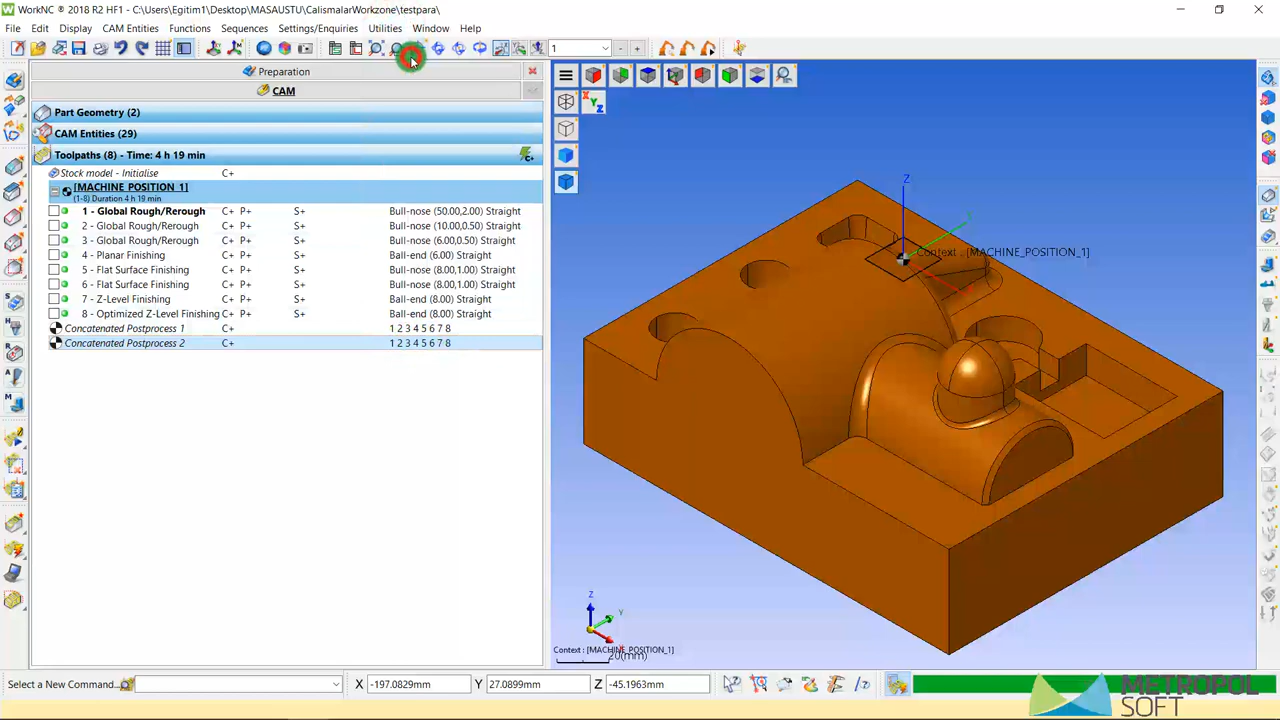 WorkNC ® 2018 R2 HF1 - C:\Users\Egitim1\Desktop\MASAUSTU\CalismalarWorkzone\testpara\
File Edit Display CAM Entities Functions Sequences Settings/Enquiries Utilities Window Help
1
Preparation
CAM
Part Geometry (2)
CAM Entities (29)
Toolpaths (8) - Time: 4 h 19 min
Stock model - Initialise C+
[MACHINE_POSITION_1]
(1-8) Duration 4 h 19 min
1 - Global Rough/Rerough C+ P+ S+ Bull-nose (50.00,2.00) Straight
2 - Global Rough/Rerough C+ P+ S+ Bull-nose (10.00,0.50) Straight
3 - Global Rough/Rerough C+ P+ S+ Bull-nose (6.00,0.50) Straight
4 - Planar Finishing C+ P+ S+ Ball-end (6.00) Straight
5 - Flat Surface Finishing C+ P+ S+ Bull-nose (8.00,1.00) Straight
6 - Flat Surface Finishing C+ P+ S+ Bull-nose (8.00,1.00) Straight
7 - Z-Level Finishing C+ P+ S+ Ball-end (8.00) Straight
8 - Optimized Z-Level Finishing C+ P+ S+ Ball-end (8.00) Straight
Concatenated Postprocess 1 C+ 1 2 3 4 5 6 7 8
Concatenated Postprocess 2 C+ 1 2 3 4 5 6 7 8
X
Y
Z
Z
Context : [MACHINE_POSITION_1]
Z
Y
Context : [MACHINE_POSITION_1]
20(mm)
Select a New Command X -197.0829mm Y 27.0899mm Z -45.1963mm
METROPOL
SOFT